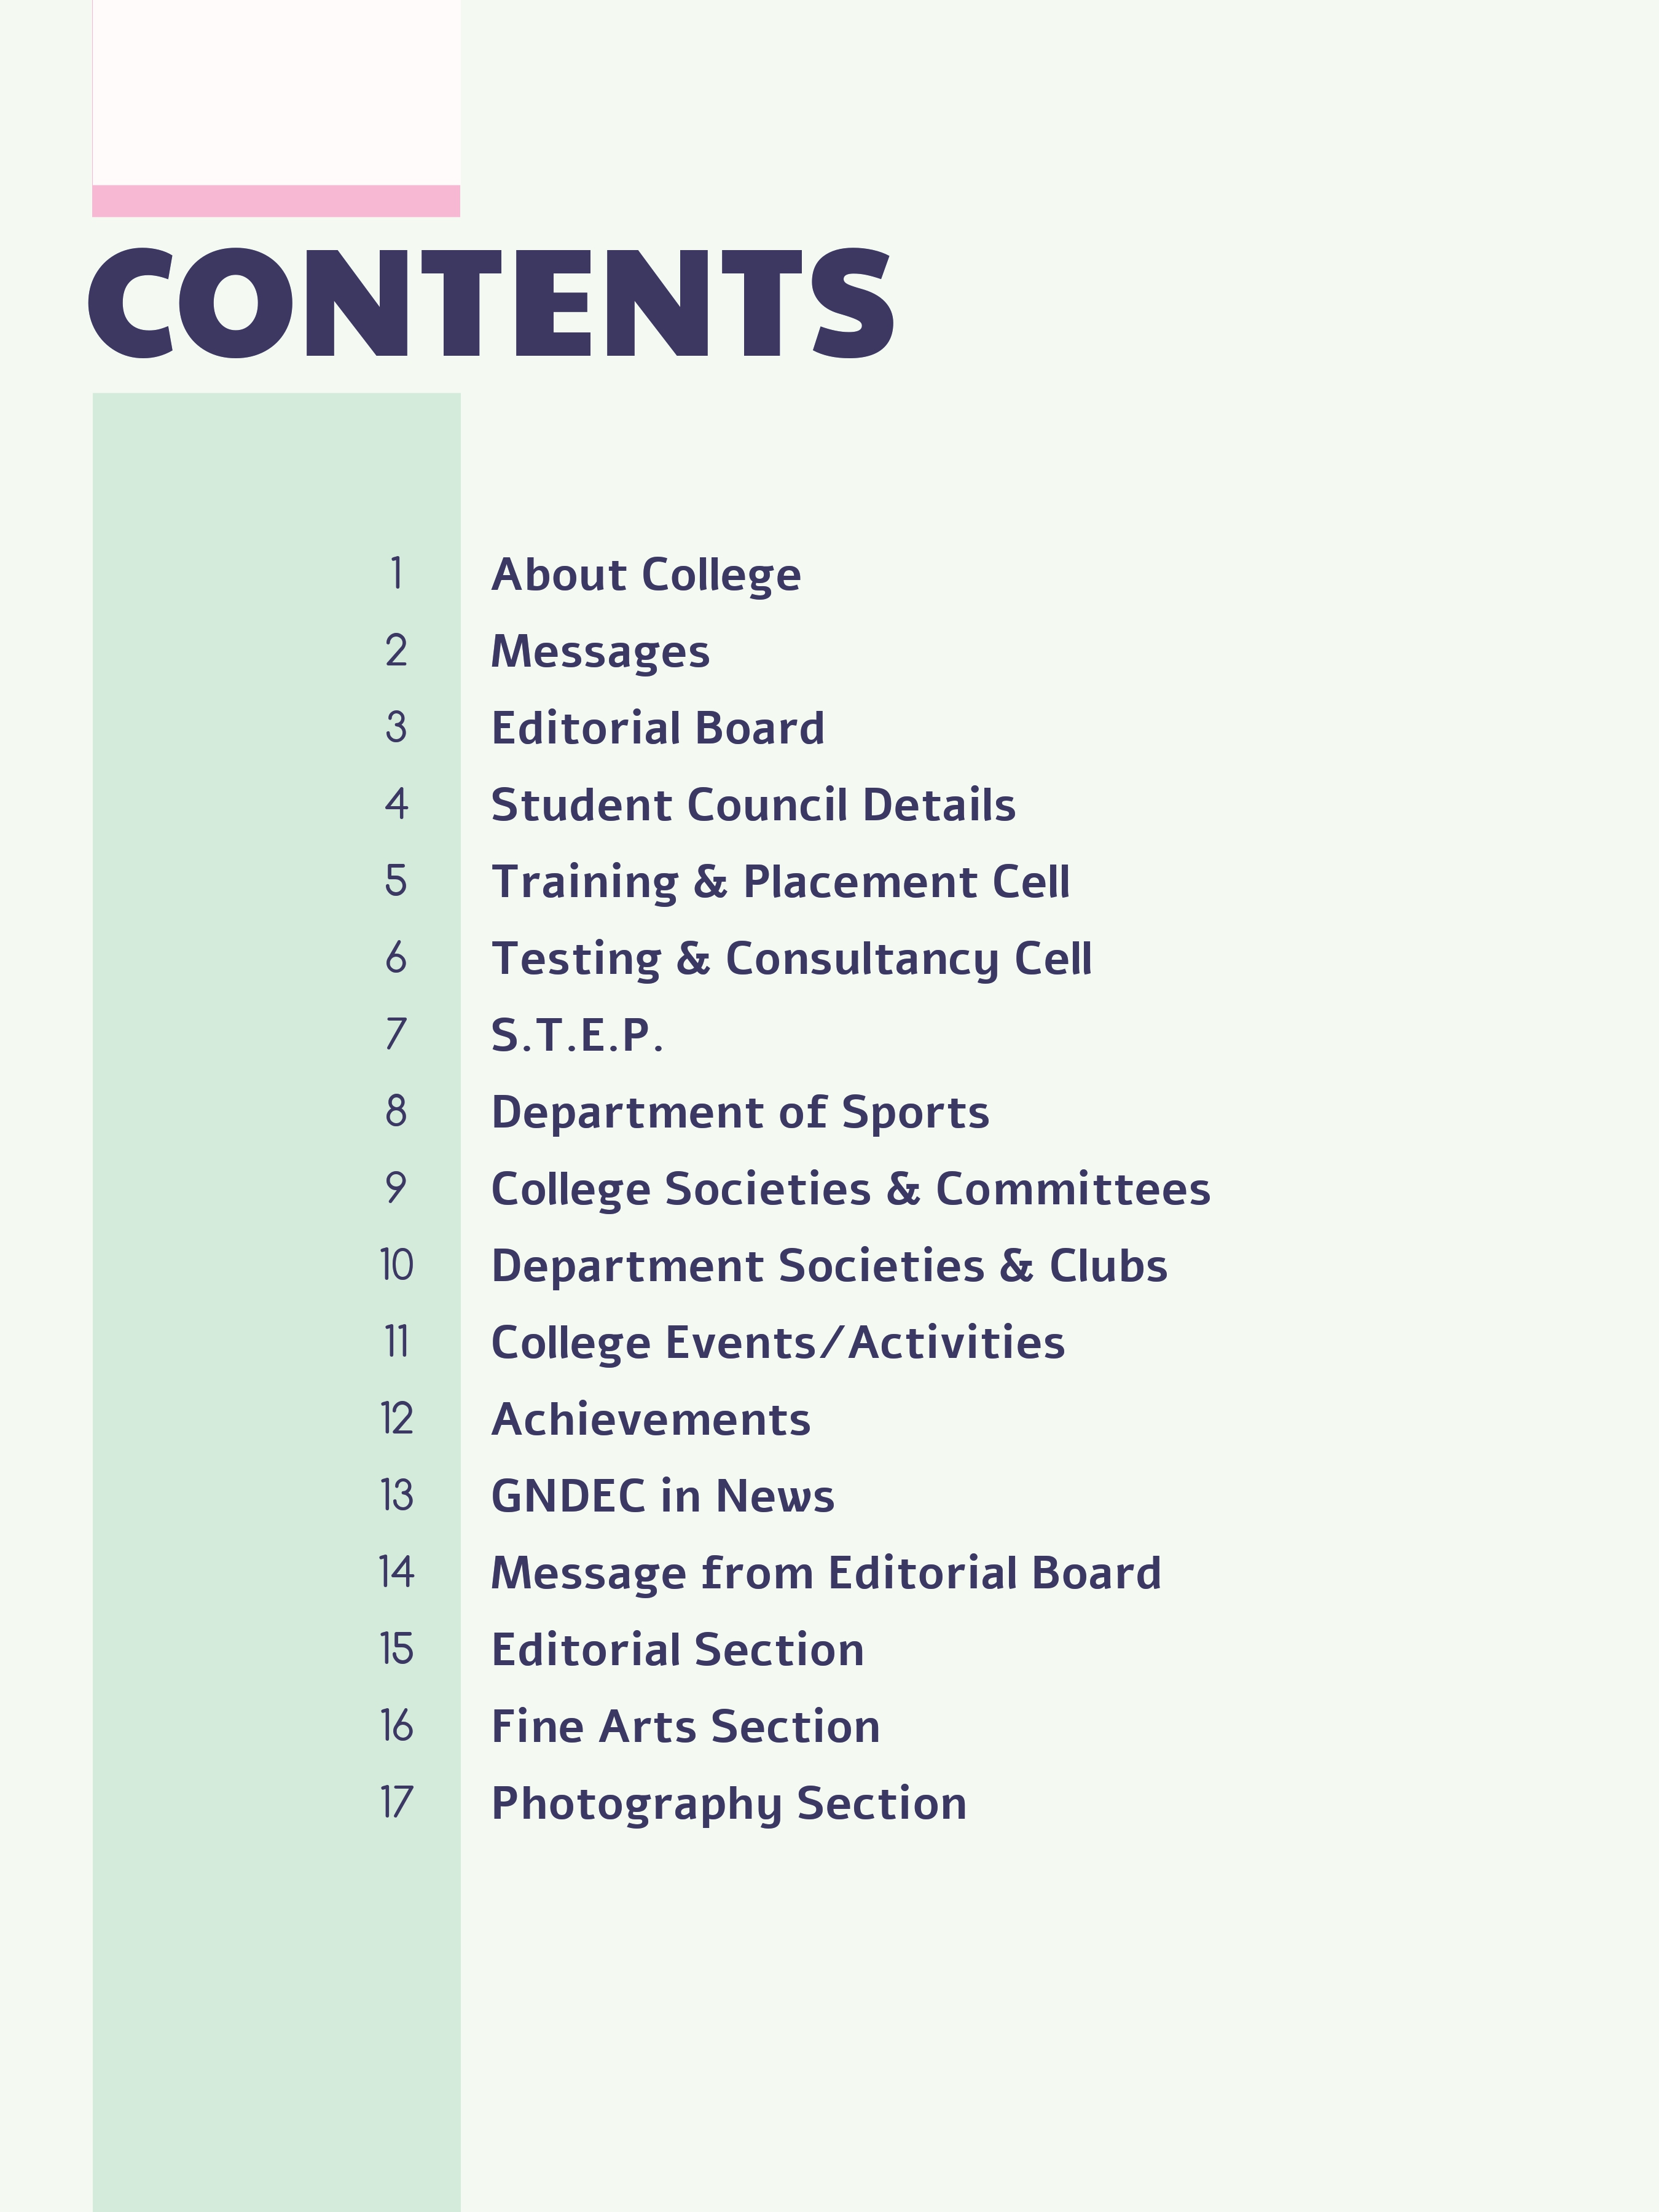 CONTENTS
1 About College
2 Messages
3 Editorial Board
4 Student Council Details
5 Training & Placement Cell
6 Testing & Consultancy Cell
7 S.T.E.P.
8 Department of Sports
9 College Societies & Committees
10 Department Societies & Clubs
11 College Events/Activities
12 Achievements
13 GNDEC in News
14 Message from Editorial Board
15 Editorial Section
16 Fine Arts Section
17 Photography Section